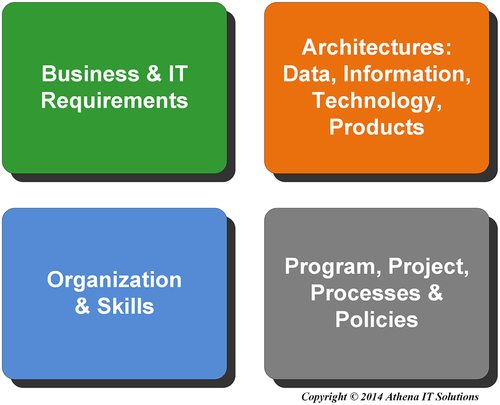 Business & IT
Requirements
Architectures:
Data, Information,
Technology,
Products
Organization
& Skills
Program, Project,
Processes &
Policies
Copyright © 2014 Athena IT Solutions